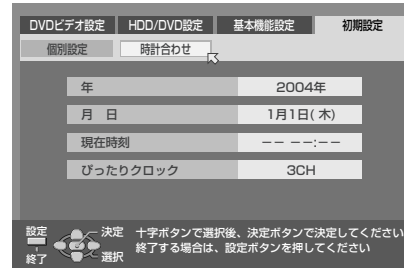 DVDビデオ設定 HDD/DVD設定 基本機能設定 初期設定
個別設定 時計合わせ
年 2004年
月 日 1月1日( 木)
現在時刻 −− −−:−−
ぴったりクロック 3CH
設定 決定 十字ボタンで選択後、決定ボタンで決定してください
終了 選択 終了する場合は、設定ボタンを押してください